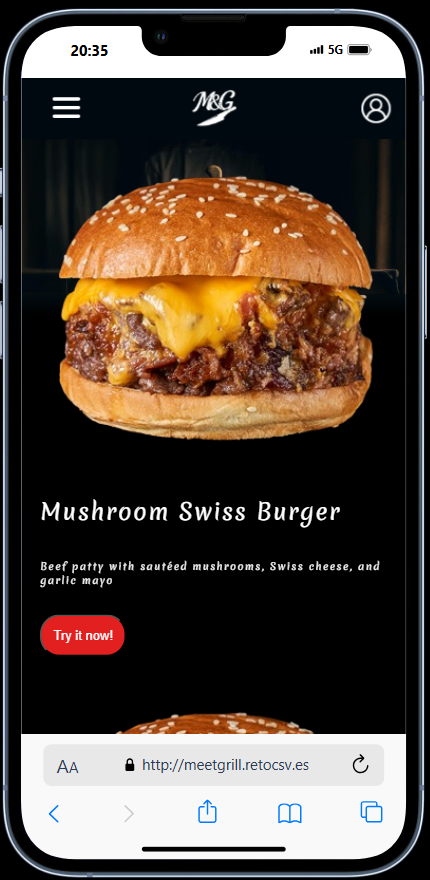 20:35
5G
M&G
Mushroom Swiss Burger
Beef patty with sautéed mushrooms, Swiss cheese, and
garlic mayo
Try it now!
AA http://meetgrill.retocsv.es